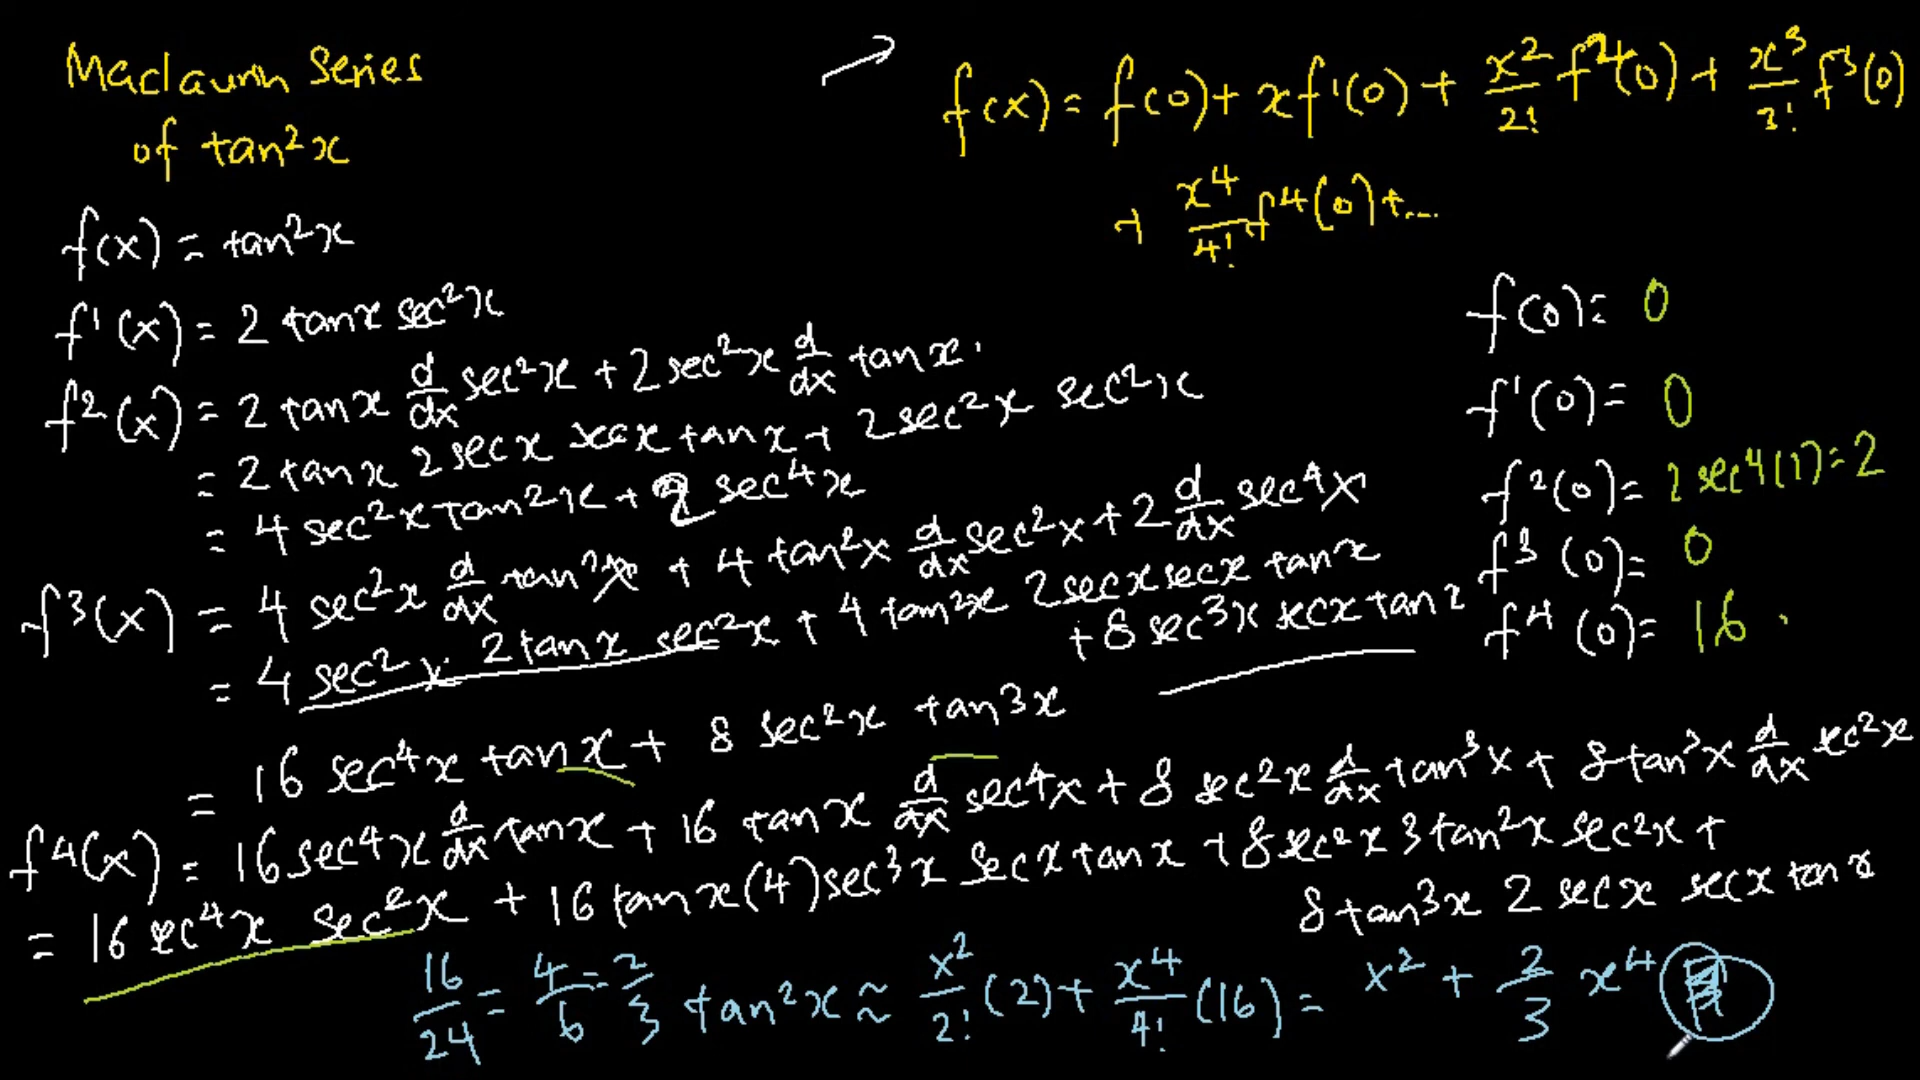 Maclaurin Series
of tan²x
f(x) = f(0) + x f'(0) + x²/2! f²(0) + x³/3! f³(0)
+ x⁴/4! f⁴(0) + ...
f(x) = tan²x
f'(x) = 2 tanx sec²x
f²(x) = 2 tanx d/dx sec²x + 2 sec²x d/dx tanx.
= 2 tanx 2 secx secx tanx + 2 sec²x sec²x
= 4 sec²x tan²x + 2 sec⁴x
f³(x) = 4 sec²x d/dx tan²x + 4 tan²x d/dx sec²x + 2 d/dx sec⁴x
= 4 sec²x 2 tanx sec²x + 4 tan²x 2 secx secx tanx
+ 8 sec³x secx tanx
= 16 sec⁴x tanx + 8 sec²x tan³x
f⁴(x) = 16 sec⁴x d/dx tanx + 16 tanx d/dx sec⁴x + 8 sec²x d/dx tan³x + 8 tan³x d/dx sec²x
= 16 sec⁴x sec²x + 16 tanx (4) sec³x secx tanx + 8 sec²x 3 tan²x sec²x +
8 tan³x 2 secx secx tanx
f(0) = 0
f'(0) = 0
f²(0) = 2 sec⁴(1) = 2
f³(0) = 0
f⁴(0) = 16.
16/24 = 4/6 = 2/3
tan²x ≈ x²/2! (2) + x⁴/4! (16) = x² + 2/3 x⁴